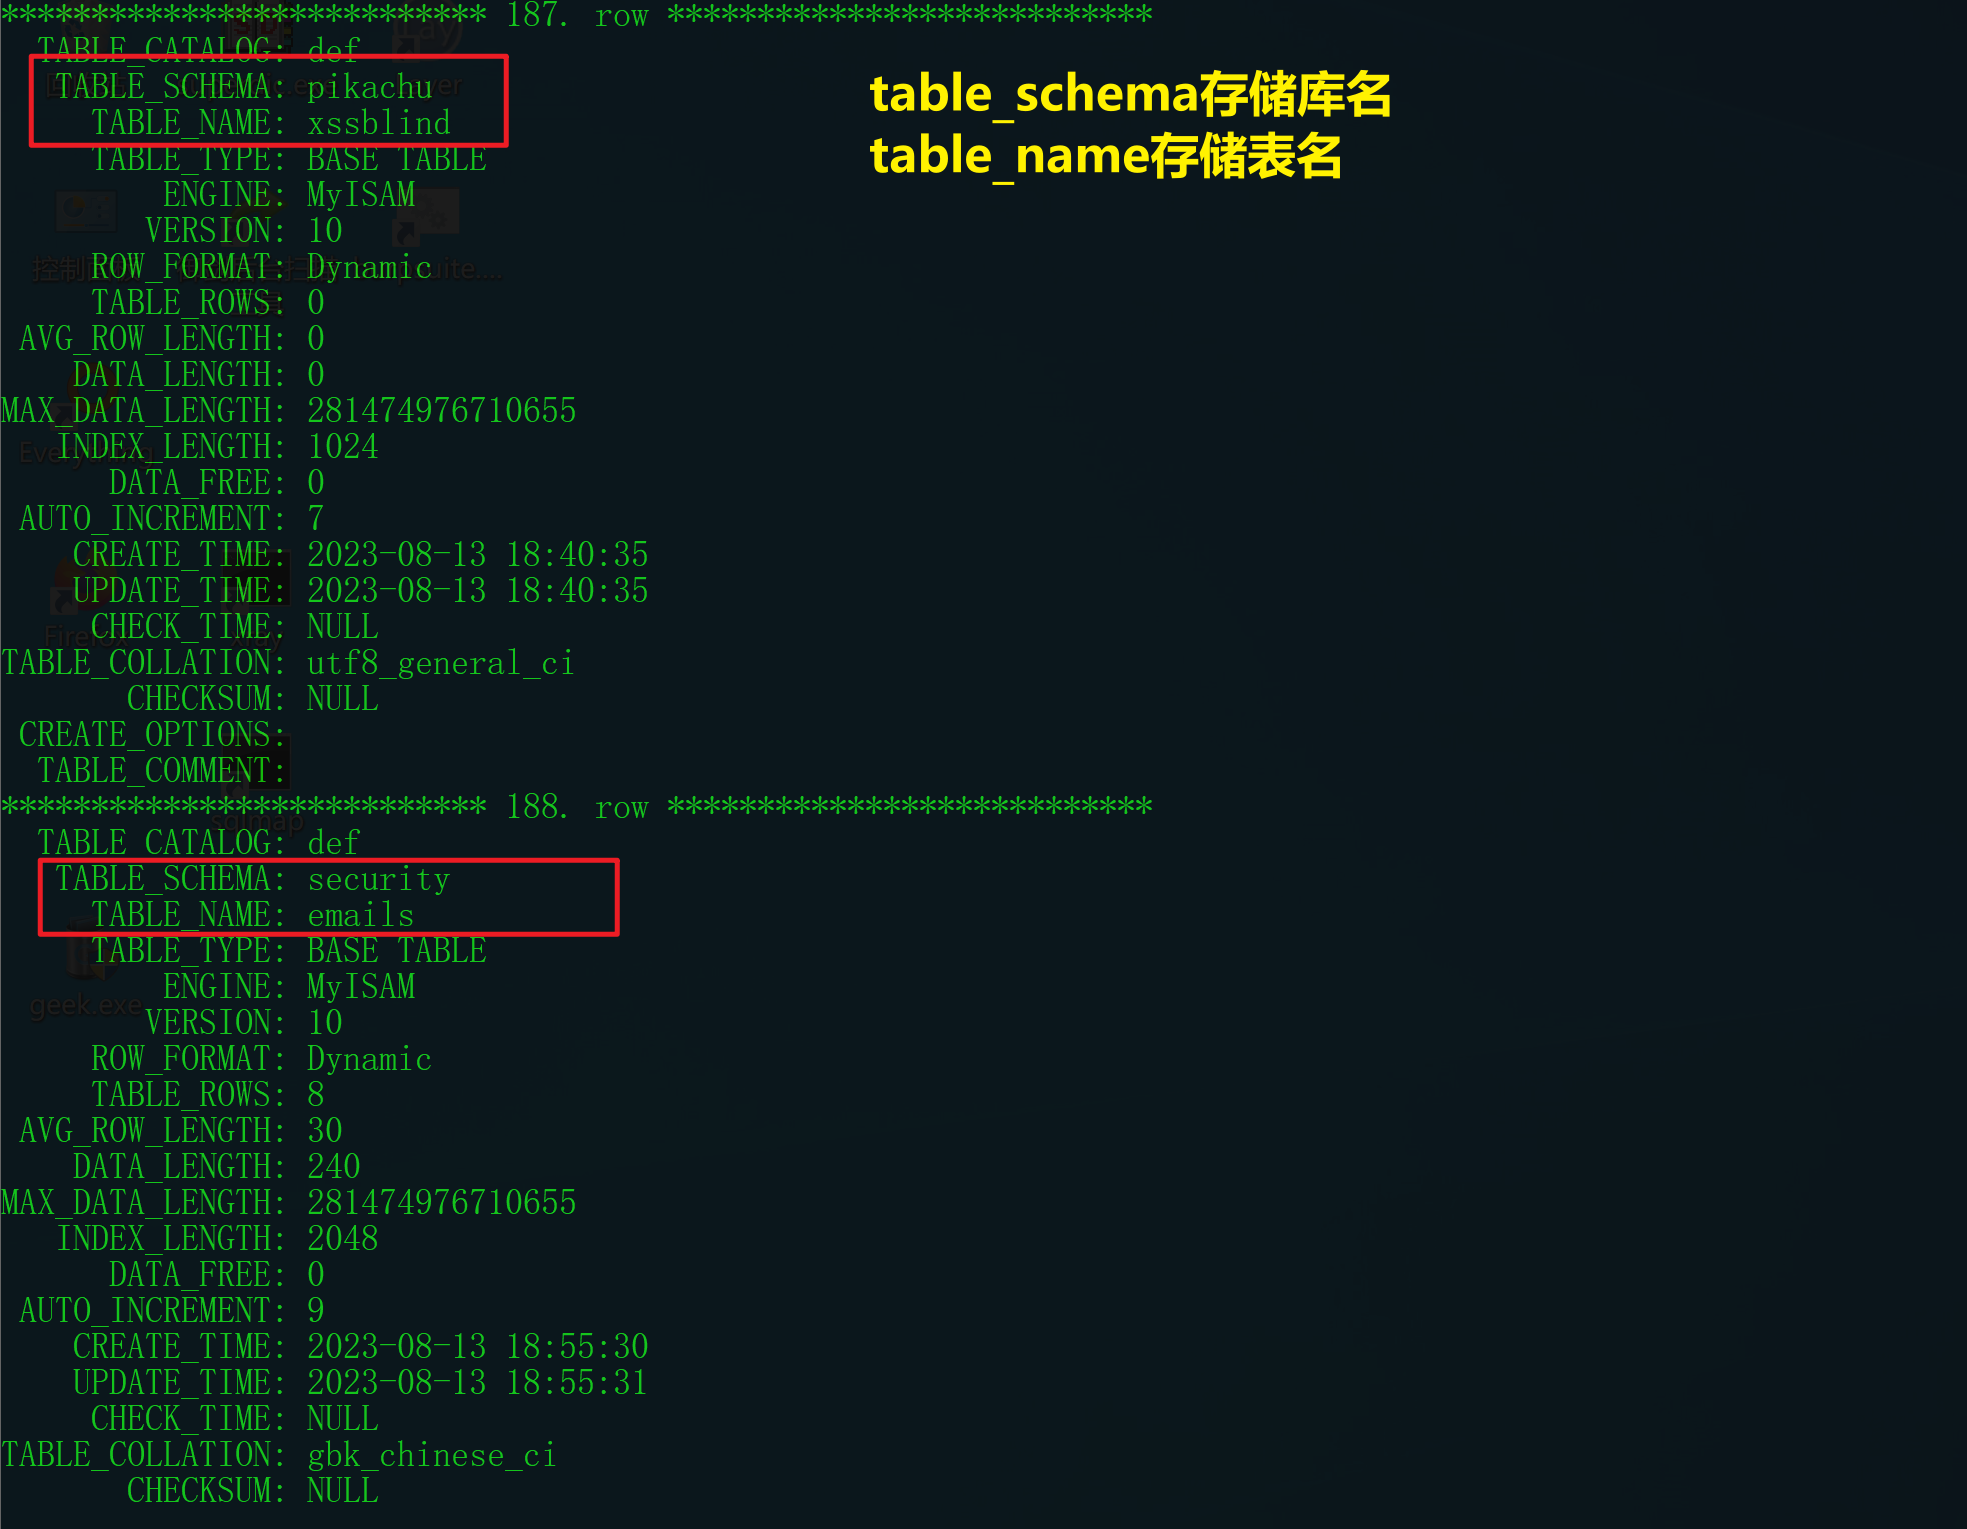 *************************** 187. row ***************************
TABLE_CATALOG: def
TABLE_SCHEMA: pikachu
TABLE_NAME: xssblind
table_schema存储库名
table_name存储表名
TABLE_TYPE: BASE TABLE
ENGINE: MyISAM
VERSION: 10
ROW_FORMAT: Dynamic
TABLE_ROWS: 0
AVG_ROW_LENGTH: 0
DATA_LENGTH: 0
MAX_DATA_LENGTH: 281474976710655
INDEX_LENGTH: 1024
DATA_FREE: 0
AUTO_INCREMENT: 7
CREATE_TIME: 2023-08-13 18:40:35
UPDATE_TIME: 2023-08-13 18:40:35
CHECK_TIME: NULL
TABLE_COLLATION: utf8_general_ci
CHECKSUM: NULL
CREATE_OPTIONS:
TABLE_COMMENT:
*************************** 188. row ***************************
sqlmap
TABLE_CATALOG: def
TABLE_SCHEMA: security
TABLE_NAME: emails
TABLE_TYPE: BASE TABLE
ENGINE: MyISAM
geek.exe
VERSION: 10
ROW_FORMAT: Dynamic
TABLE_ROWS: 8
AVG_ROW_LENGTH: 30
DATA_LENGTH: 240
MAX_DATA_LENGTH: 281474976710655
INDEX_LENGTH: 2048
DATA_FREE: 0
AUTO_INCREMENT: 9
CREATE_TIME: 2023-08-13 18:55:30
UPDATE_TIME: 2023-08-13 18:55:31
CHECK_TIME: NULL
TABLE_COLLATION: gbk_chinese_ci
CHECKSUM: NULL